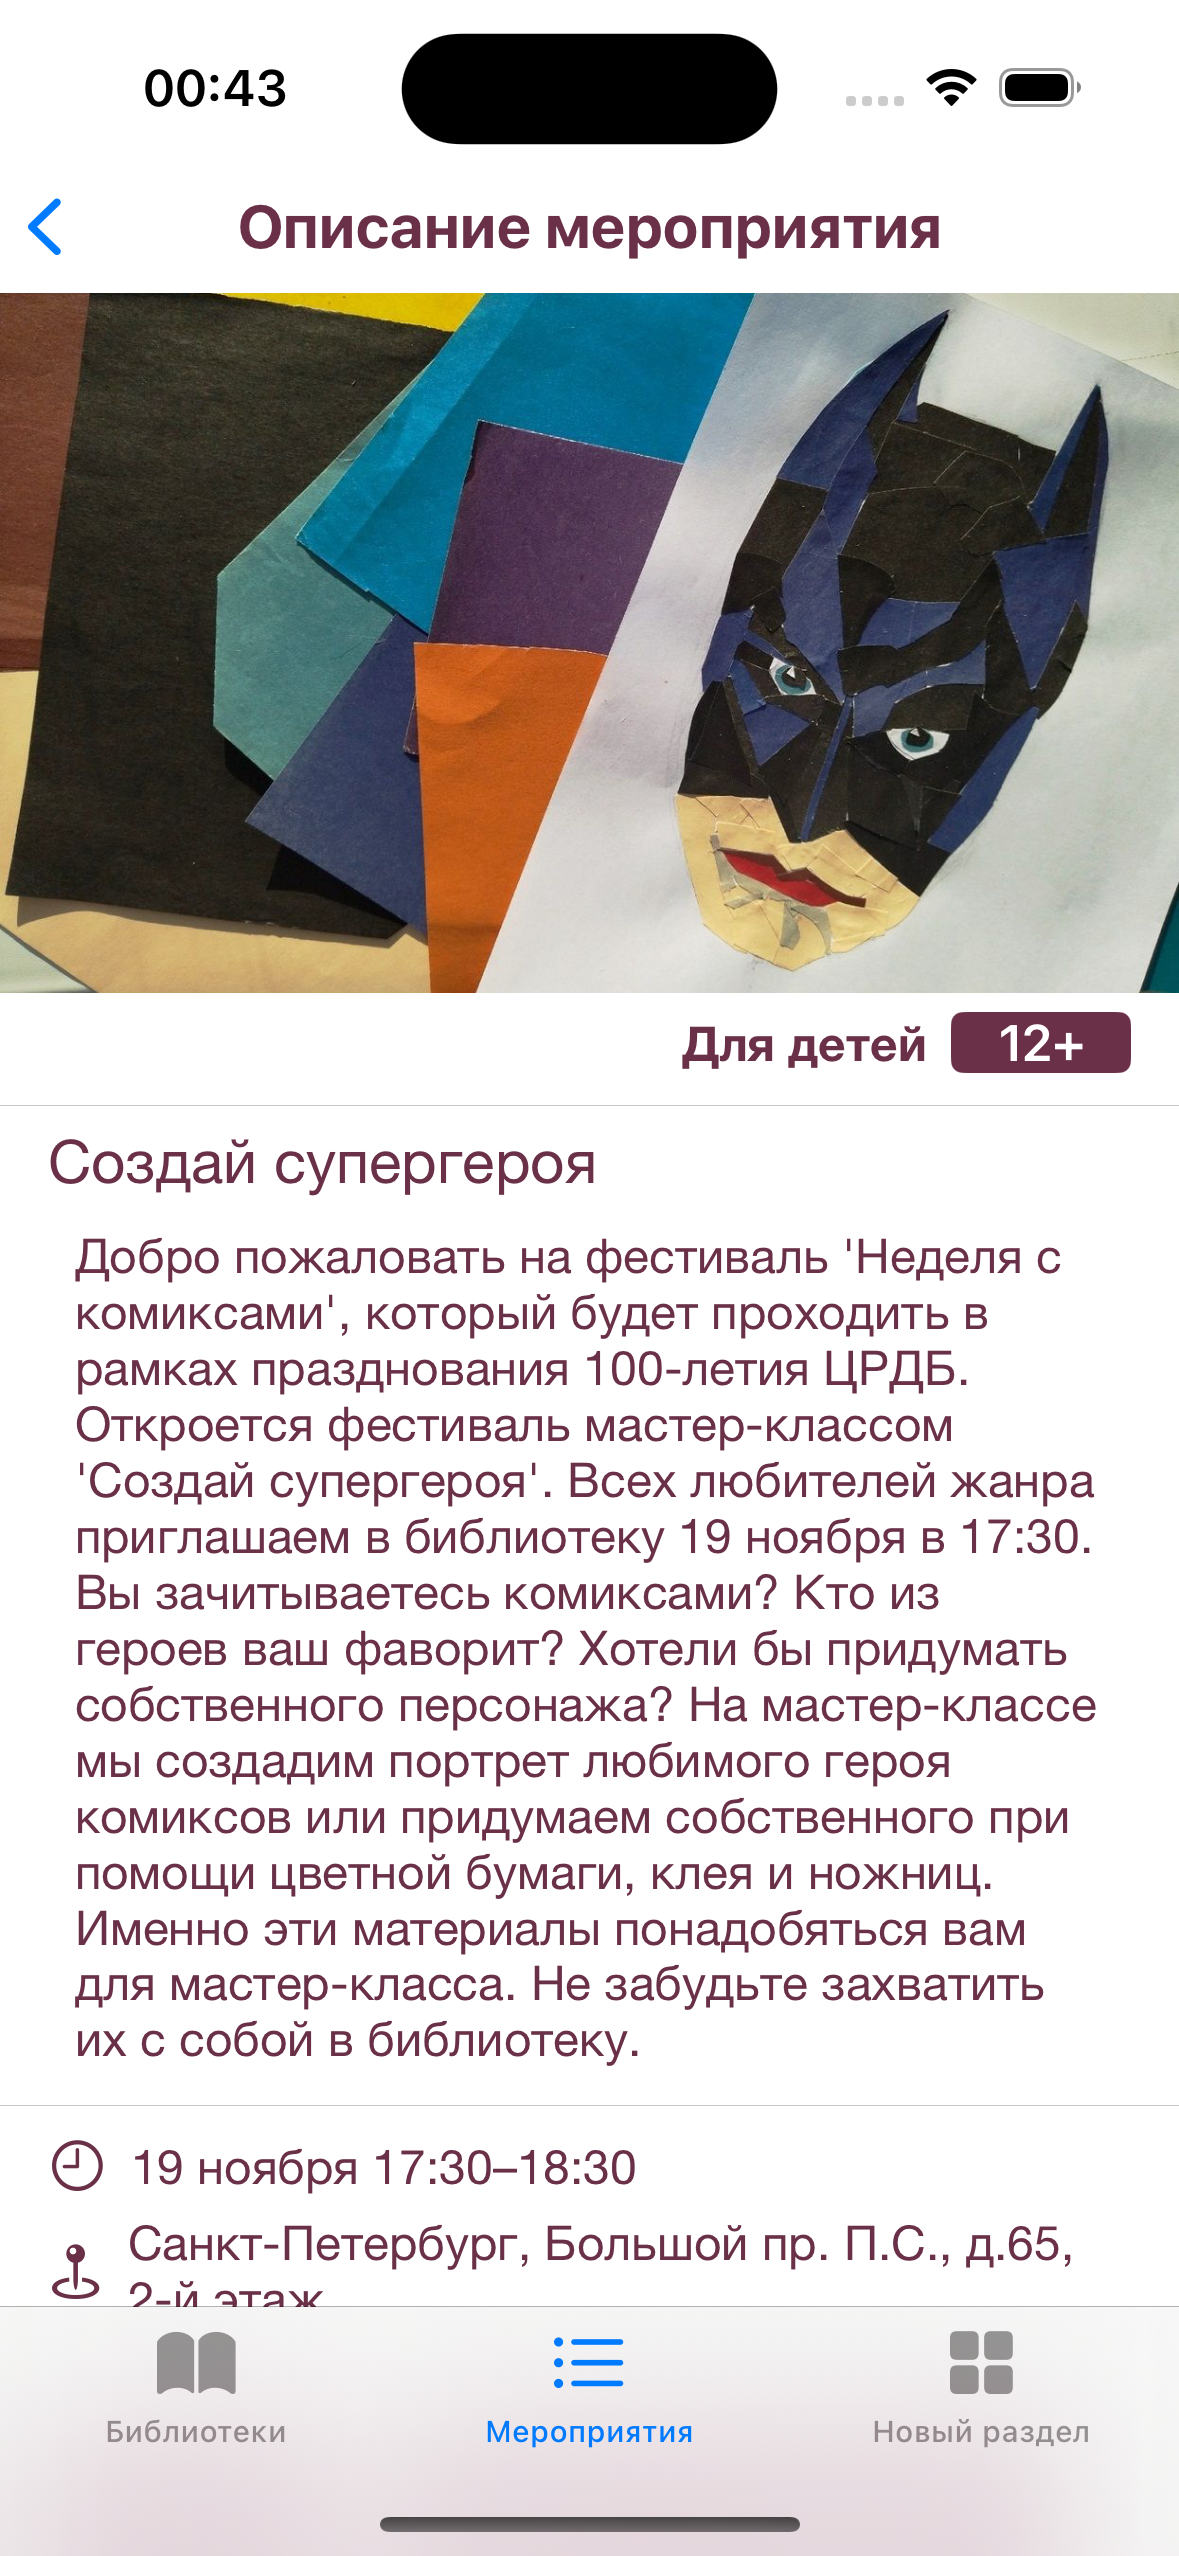 00:43
Описание мероприятия
Для детей 12+
Создай супергероя
Добро пожаловать на фестиваль 'Неделя с
комиксами', который будет проходить в
рамках празднования 100-летия ЦРДБ.
Откроется фестиваль мастер-классом
'Создай супергероя'. Всех любителей жанра
приглашаем в библиотеку 19 ноября в 17:30.
Вы зачитываетесь комиксами? Кто из
героев ваш фаворит? Хотели бы придумать
собственного персонажа? На мастер-классе
мы создадим портрет любимого героя
комиксов или придумаем собственного при
помощи цветной бумаги, клея и ножниц.
Именно эти материалы понадобяться вам
для мастер-класса. Не забудьте захватить
их с собой в библиотеку.
19 ноября 17:30–18:30
Санкт-Петербург, Большой пр. П.С., д.65,
2-й этаж
Библиотеки
Мероприятия
Новый раздел